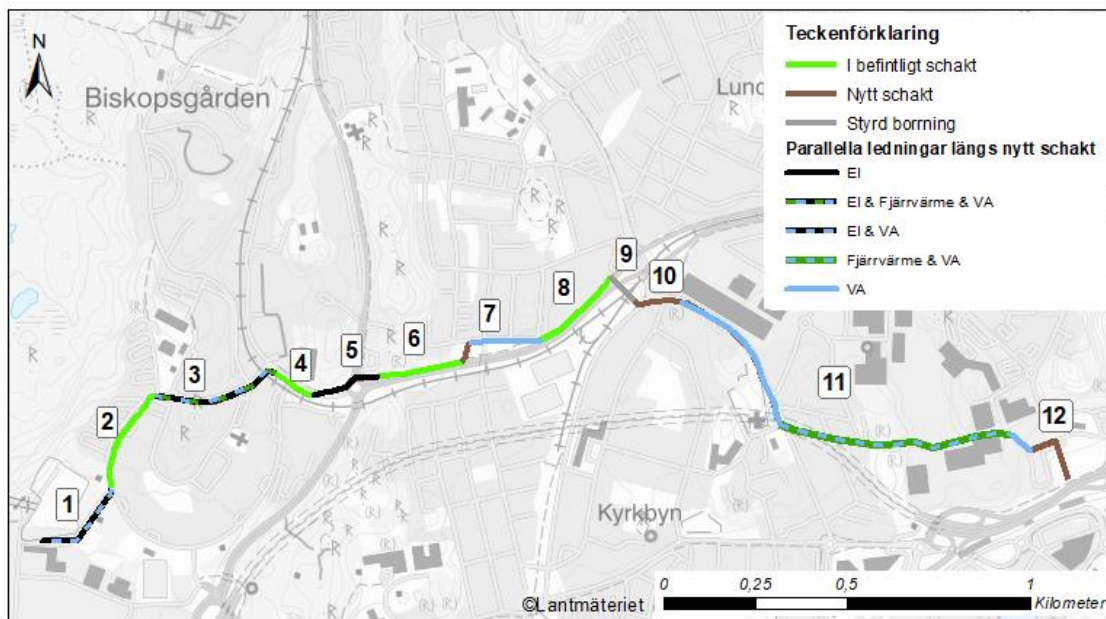 N
Biskopsgården
Lund
Teckenförklaring
I befintligt schakt
Nytt schakt
Styrd borrning
Parallella ledningar längs nytt schakt
El
El & Fjärrvärme & VA
El & VA
Fjärrvärme & VA
VA
1
2
3
4
5
6
7
8
9
10
11
12
Kyrkbyn
0 0,25 0,5 1
Kilometer
©Lantmäteriet